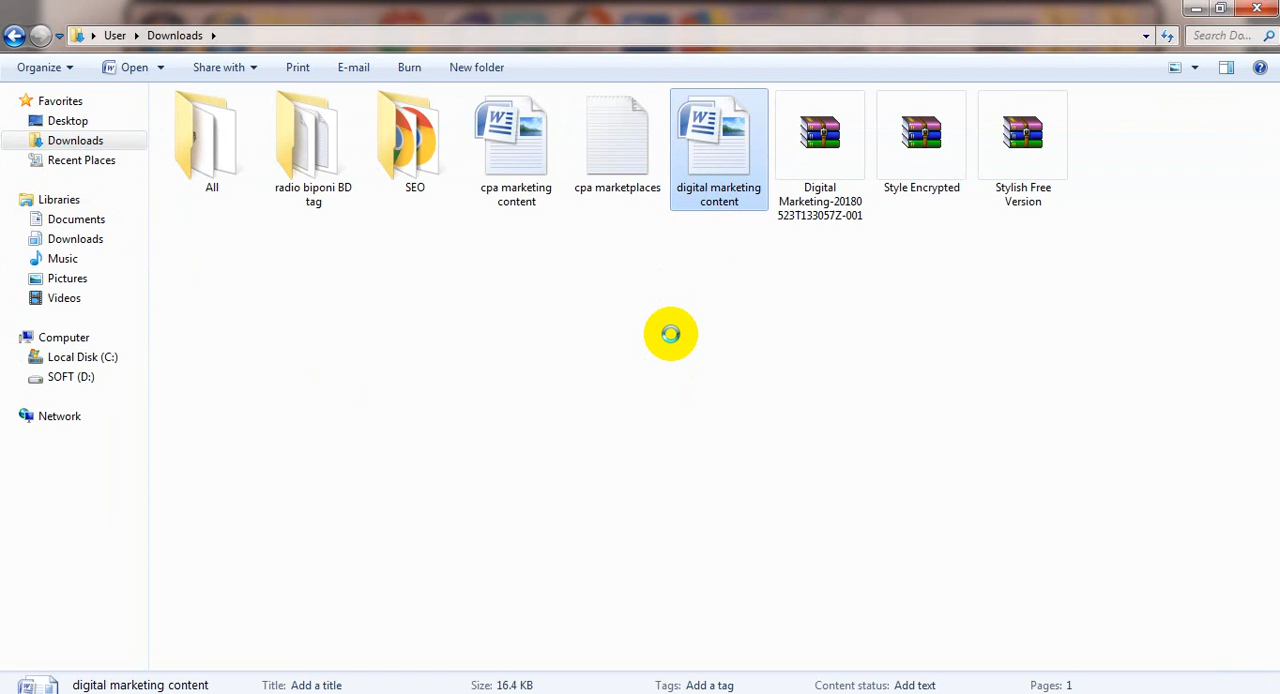 User Downloads Search Do...
Organize Open Share with Print E-mail Burn New folder
Favorites
Desktop
Downloads
Recent Places
Libraries
Documents
Downloads
Music
Pictures
Videos
Computer
Local Disk (C:)
SOFT (D:)
Network
All
radio biponi BD
tag
SEO
cpa marketing
content
cpa marketplaces
digital marketing
content
Digital
Marketing-20180
523T133057Z-001
Style Encrypted
Stylish Free
Version
digital marketing content Title: Add a title Size: 16.4 KB Tags: Add a tag Content status: Add text Pages: 1